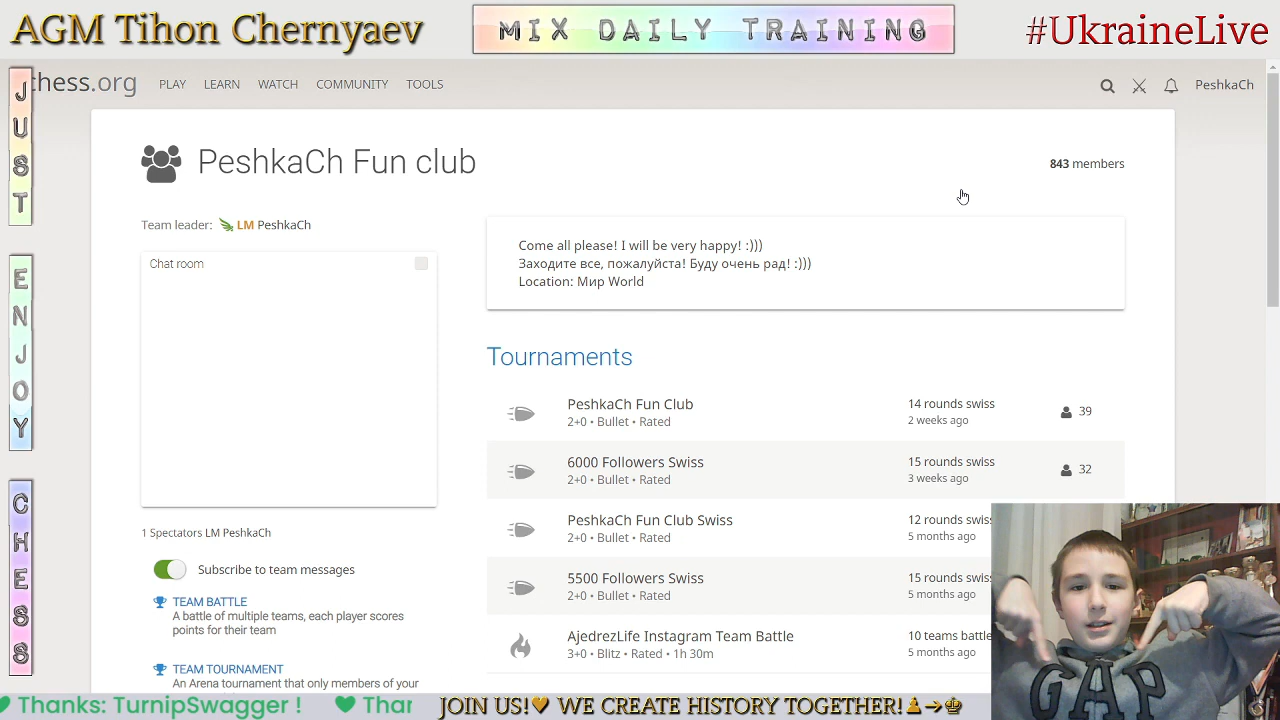 AGM Tihon Chernyaev
MIX DAILY TRAINING
#UkraineLive
JUST
ENJOY
CHESS
chess.org
PLAY LEARN WATCH COMMUNITY TOOLS
PeshkaCh
PeshkaCh Fun club
843 members
Team leader: LM PeshkaCh
Chat room
Come all please! I will be very happy! :)))
Заходите все, пожалуйста! Буду очень рад! :)))
Location: Мир World
Tournaments
PeshkaCh Fun Club 14 rounds swiss 39
2+0 • Bullet • Rated 2 weeks ago
6000 Followers Swiss 15 rounds swiss 32
2+0 • Bullet • Rated 3 weeks ago
PeshkaCh Fun Club Swiss 12 rounds swiss
2+0 • Bullet • Rated 5 months ago
5500 Followers Swiss 15 rounds swiss
2+0 • Bullet • Rated 5 months ago
AjedrezLife Instagram Team Battle 10 teams battle
3+0 • Blitz • Rated • 1h 30m 5 months ago
1 Spectators LM PeshkaCh
Subscribe to team messages
TEAM BATTLE
A battle of multiple teams, each player scores
points for their team
TEAM TOURNAMENT
An Arena tournament that only members of your
GAP
Thanks: TurnipSwagger ! Thar
JOIN US!♥ WE CREATE HISTORY TOGETHER!♟→♚